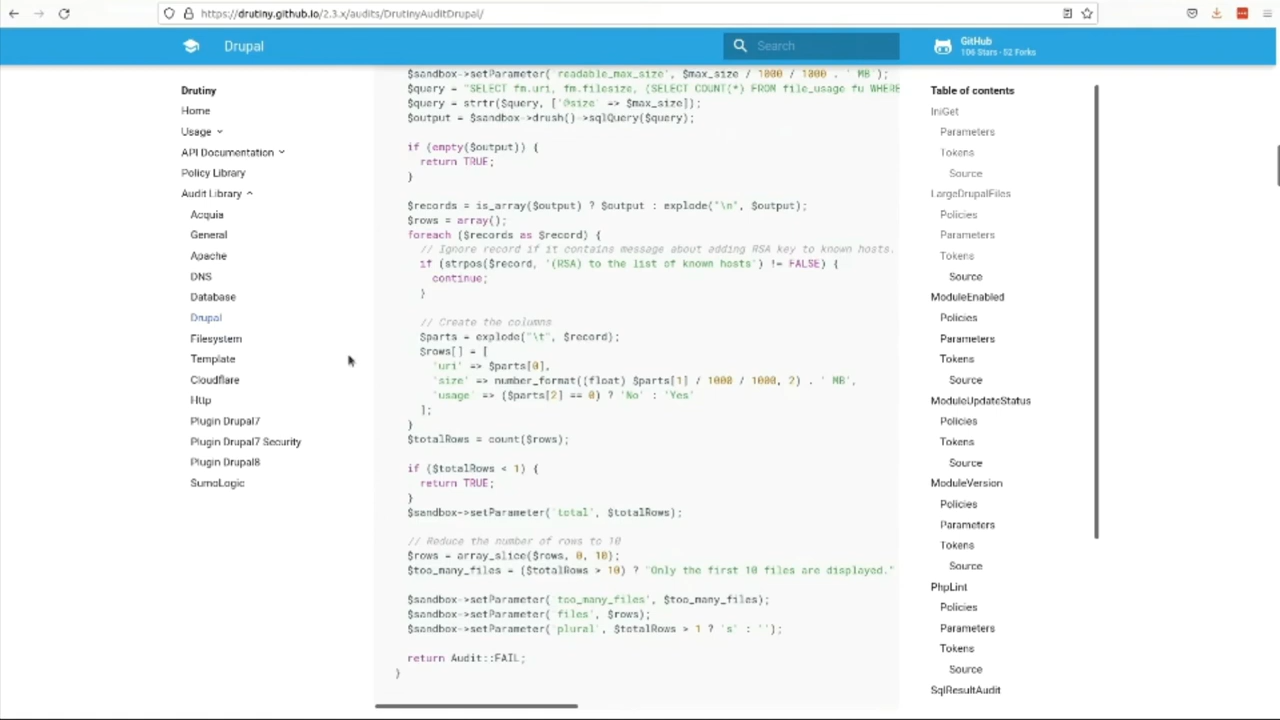 https://drutiny.github.io/2.3.x/audits/DrutinyAuditDrupal/
Drupal
Search
GitHub
106 Stars · 52 Forks
Drutiny
Home
Usage
API Documentation
Policy Library
Audit Library
Acquia
General
Apache
DNS
Database
Drupal
Filesystem
Template
Cloudflare
Http
Plugin Drupal7
Plugin Drupal7 Security
Plugin Drupal8
SumoLogic
$sandbox->setParameter('readable_max_size', $max_size / 1000 / 1000 . ' MB');
$query = "SELECT fm.uri, fm.filesize, (SELECT COUNT(*) FROM file_usage fu WHERE
$query = strtr($query, ['@size' => $max_size]);
$output = $sandbox->drush()->sqlQuery($query);
if (empty($output)) {
return TRUE;
}
$records = is_array($output) ? $output : explode("\n", $output);
$rows = array();
foreach ($records as $record) {
// Ignore record if it contains message about adding RSA key to known hosts.
if (strpos($record, '(RSA) to the list of known hosts') != FALSE) {
continue;
}
// Create the columns
$parts = explode("\t", $record);
$rows[] = [
'uri' => $parts[0],
'size' => number_format((float) $parts[1] / 1000 / 1000, 2) . ' MB',
'usage' => ($parts[2] == 0) ? 'No' : 'Yes'
];
}
$totalRows = count($rows);
if ($totalRows < 1) {
return TRUE;
}
$sandbox->setParameter('total', $totalRows);
// Reduce the number of rows to 10
$rows = array_slice($rows, 0, 10);
$too_many_files = ($totalRows > 10) ? "Only the first 10 files are displayed."
$sandbox->setParameter('too_many_files', $too_many_files);
$sandbox->setParameter('files', $rows);
$sandbox->setParameter('plural', $totalRows > 1 ? 's' : '');
return Audit::FAIL;
}
Table of contents
IniGet
Parameters
Tokens
Source
LargeDrupalFiles
Policies
Parameters
Tokens
Source
ModuleEnabled
Policies
Parameters
Tokens
Source
ModuleUpdateStatus
Policies
Tokens
Source
ModuleVersion
Policies
Parameters
Tokens
Source
PhpLint
Policies
Parameters
Tokens
Source
SqlResultAudit